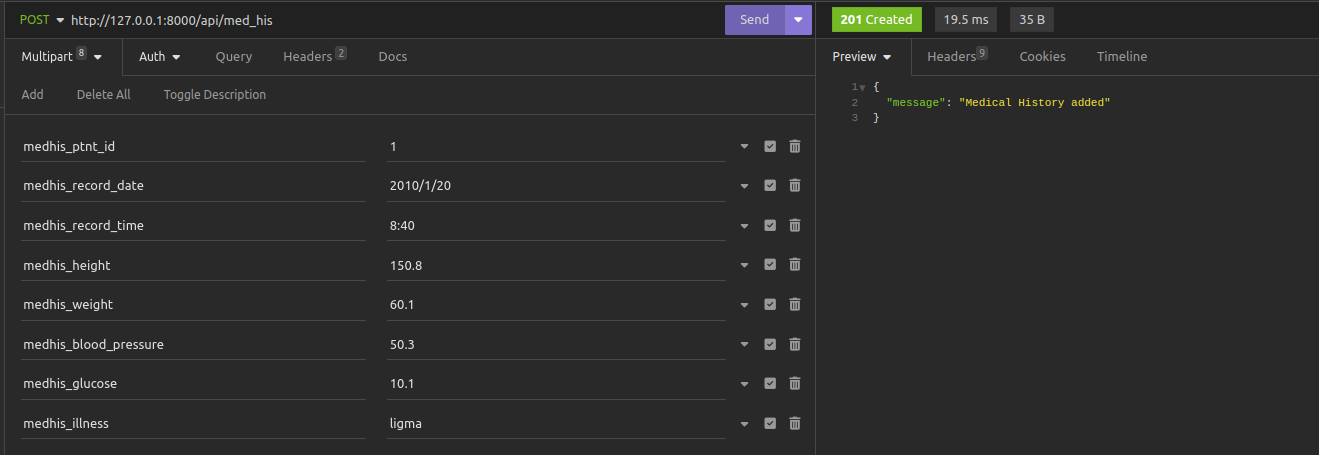 POST http://127.0.0.1:8000/api/med_his Send 201 Created 19.5 ms 35 B
Multipart 8 Auth Query Headers 2 Docs Preview Headers 9 Cookies Timeline
Add Delete All Toggle Description
1 {
2 "message": "Medical History added"
3 }
medhis_ptnt_id 1
medhis_record_date 2010/1/20
medhis_record_time 8:40
medhis_height 150.8
medhis_weight 60.1
medhis_blood_pressure 50.3
medhis_glucose 10.1
medhis_illness ligma